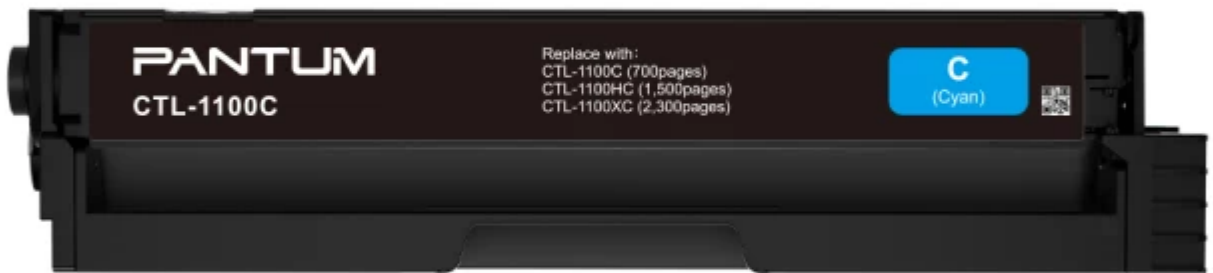 PANTUM
CTL-1100C
Replace with:
CTL-1100C (700pages)
CTL-1100HC (1,500pages)
CTL-1100XC (2,300pages)
C
(Cyan)